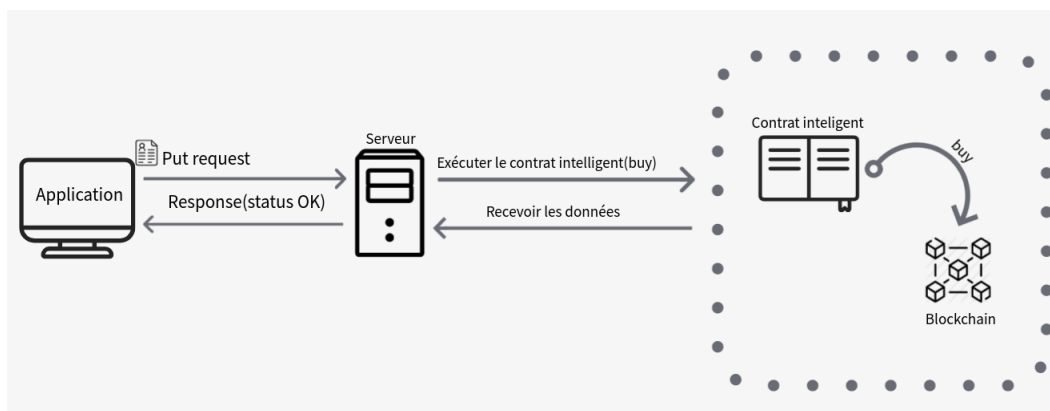 Contrat inteligent
Serveur
Put request
Exécuter le contrat intelligent(buy)
buy
Application
Response(status OK)
Recevoir les données
Blockchain